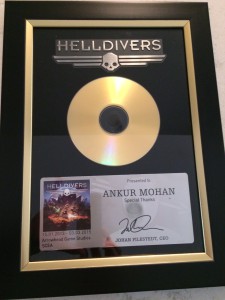 HELLDIVERS
HELLDIVERS
Presented to
ANKUR MOHAN
Special Thanks
JOHAN PILESTEDT, CEO